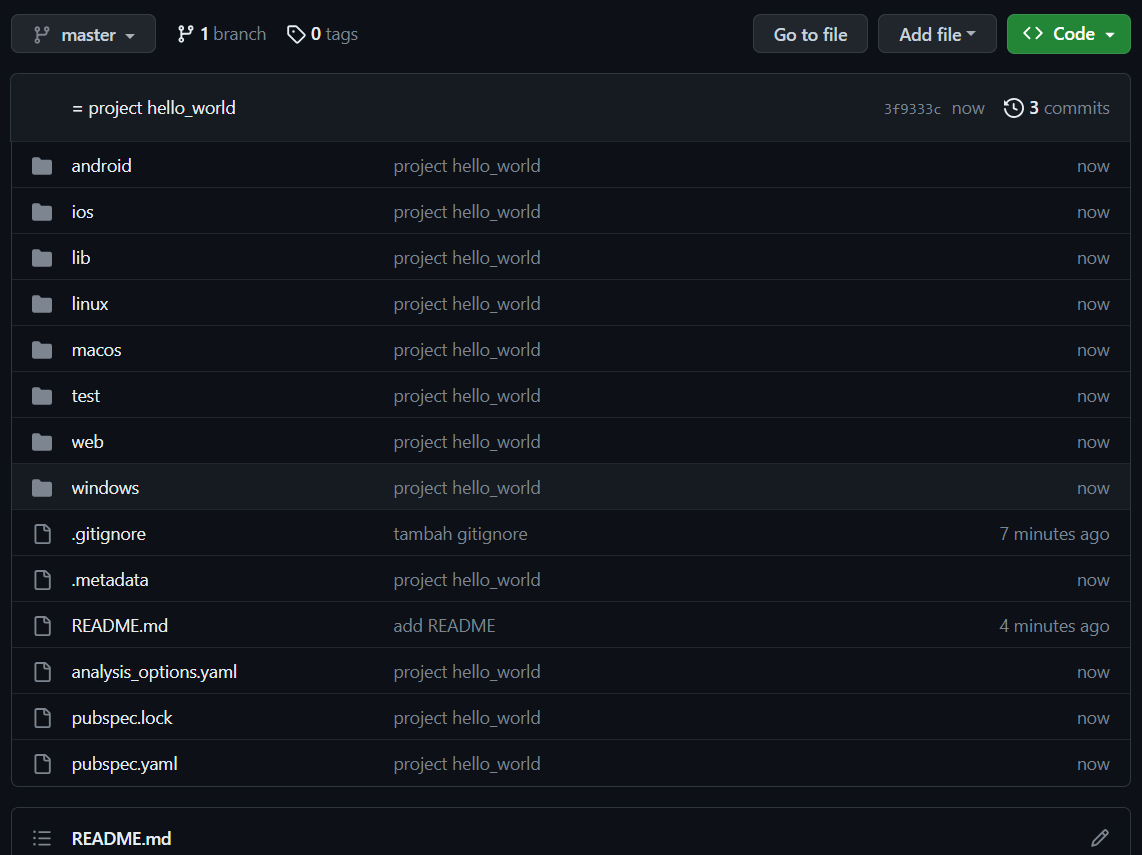 master 1 branch 0 tags Go to file Add file Code
= project hello_world 3f9333c now 3 commits
android project hello_world now
ios project hello_world now
lib project hello_world now
linux project hello_world now
macos project hello_world now
test project hello_world now
web project hello_world now
windows project hello_world now
.gitignore tambah gitignore 7 minutes ago
.metadata project hello_world now
README.md add README 4 minutes ago
analysis_options.yaml project hello_world now
pubspec.lock project hello_world now
pubspec.yaml project hello_world now
README.md